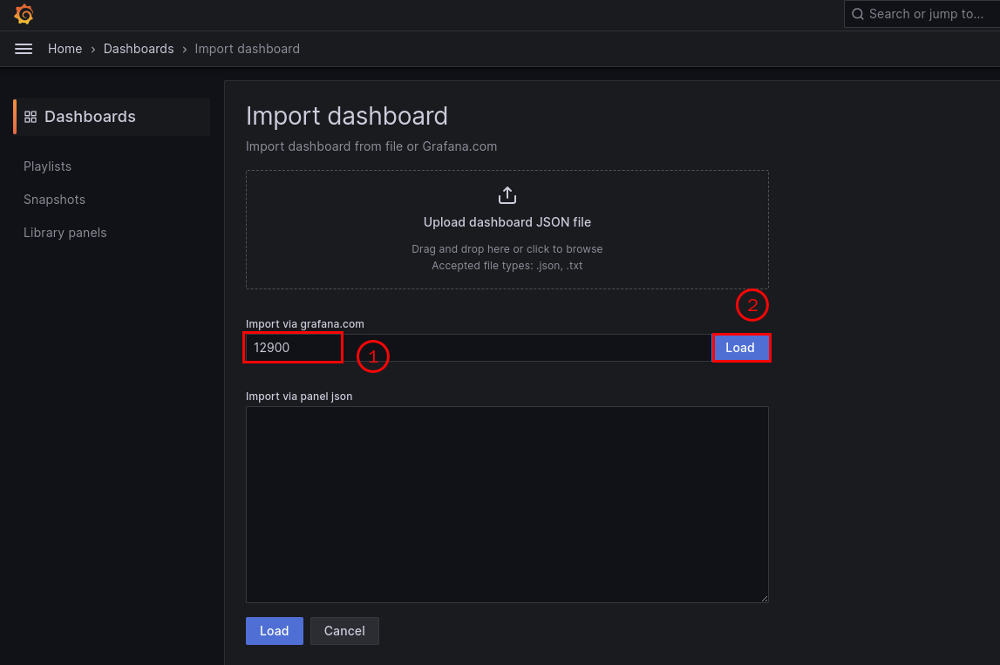 Search or jump to...
Home › Dashboards › Import dashboard
Dashboards
Playlists
Snapshots
Library panels
Import dashboard
Import dashboard from file or Grafana.com
Upload dashboard JSON file
Drag and drop here or click to browse
Accepted file types: .json, .txt
2
Import via grafana.com
12900
1
Load
Import via panel json
Load
Cancel